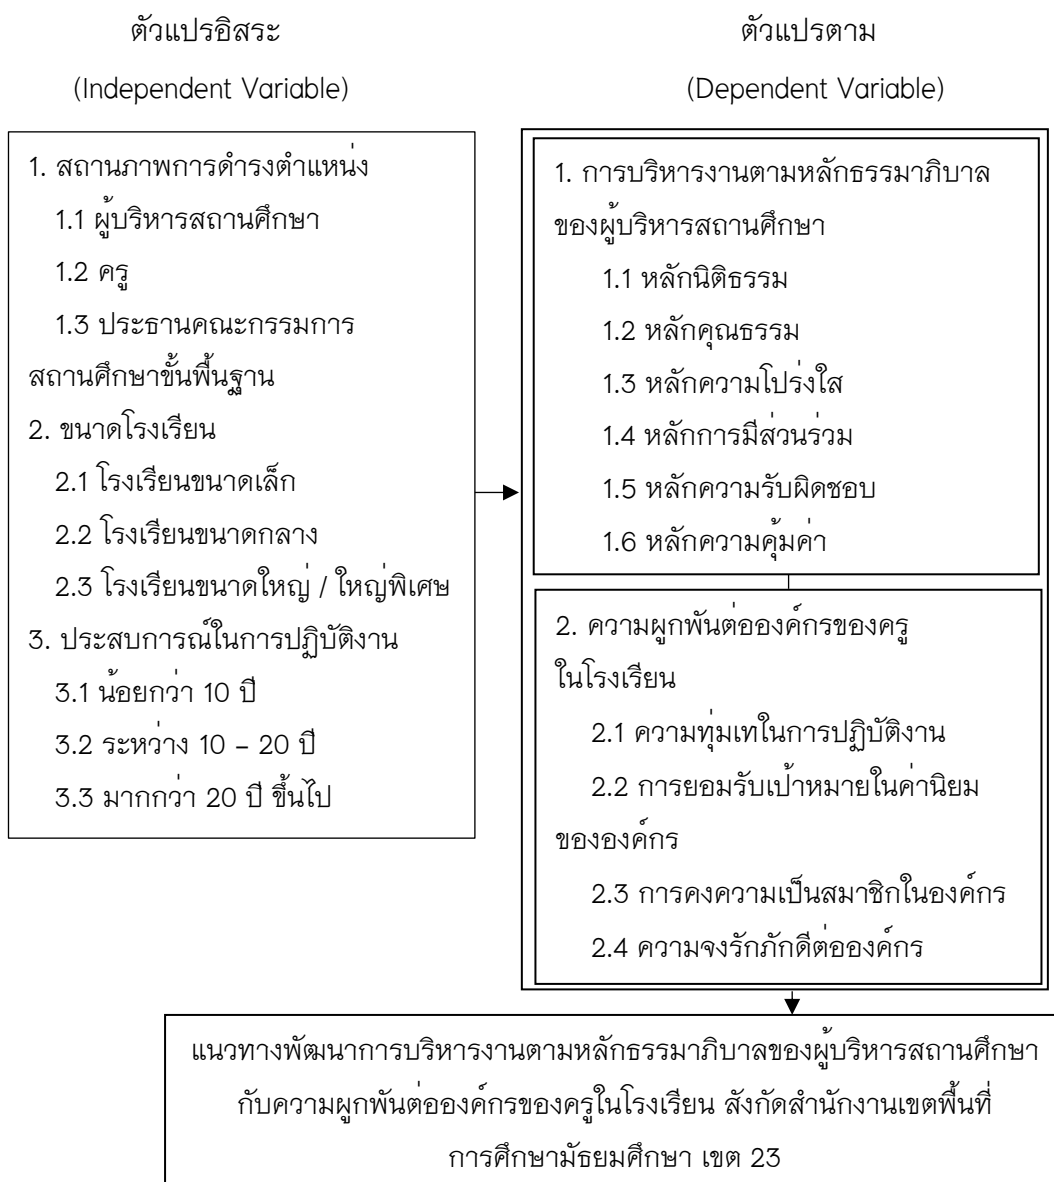 ตัวแปรอิสระ
(Independent Variable)
1. สถานภาพการดำรงตำแหน่ง
1.1 ผู้บริหารสถานศึกษา
1.2 ครู
1.3 ประธานคณะกรรมการ
สถานศึกษาขั้นพื้นฐาน
2. ขนาดโรงเรียน
2.1 โรงเรียนขนาดเล็ก
2.2 โรงเรียนขนาดกลาง
2.3 โรงเรียนขนาดใหญ่ / ใหญ่พิเศษ
3. ประสบการณ์ในการปฏิบัติงาน
3.1 น้อยกว่า 10 ปี
3.2 ระหว่าง 10 – 20 ปี
3.3 มากกว่า 20 ปี ขึ้นไป
ตัวแปรตาม
(Dependent Variable)
1. การบริหารงานตามหลักธรรมาภิบาล
ของผู้บริหารสถานศึกษา
1.1 หลักนิติธรรม
1.2 หลักคุณธรรม
1.3 หลักความโปร่งใส
1.4 หลักการมีส่วนร่วม
1.5 หลักความรับผิดชอบ
1.6 หลักความคุ้มค่า
2. ความผูกพันต่อองค์กรของครู
ในโรงเรียน
2.1 ความทุ่มเทในการปฏิบัติงาน
2.2 การยอมรับเป้าหมายในค่านิยม
ขององค์กร
2.3 การคงความเป็นสมาชิกในองค์กร
2.4 ความจงรักภักดีต่อองค์กร
แนวทางพัฒนาการบริหารงานตามหลักธรรมาภิบาลของผู้บริหารสถานศึกษา
กับความผูกพันต่อองค์กรของครูในโรงเรียน สังกัดสำนักงานเขตพื้นที่
การศึกษามัธยมศึกษา เขต 23